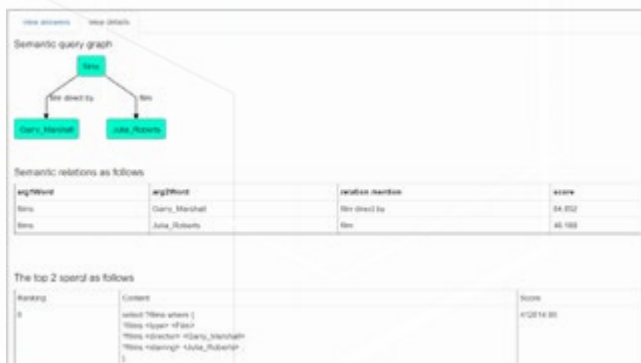 view answers view details
Semantic query graph
films
film direct by film
Garry_Marshall Julia_Roberts
Semantic relations as follows
arg1Word arg2Word relation mention score
films Garry_Marshall film direct by
films Julia_Roberts film
The top 2 sparql as follows
Ranking Content Score
0 select ?films where {
?films <type> <Film>
?films <director> <Garry_Marshall>
?films <starring> <Julia_Roberts> .
}